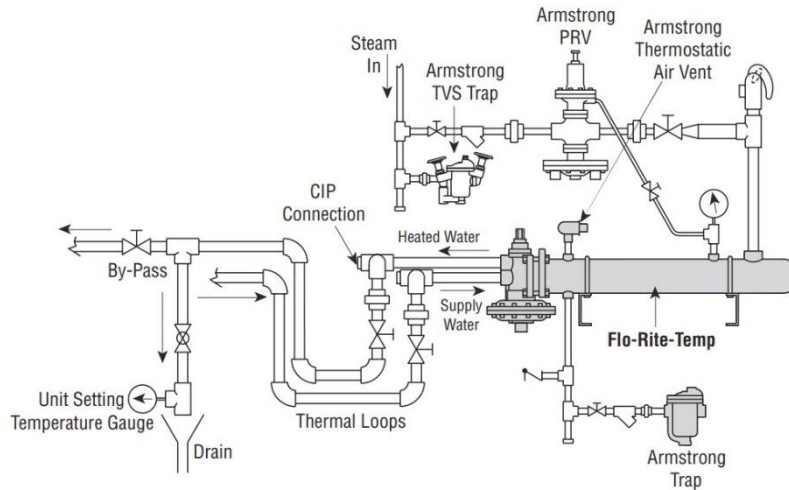 Armstrong
PRV
Armstrong
Thermostatic
Air Vent
Steam
In
Armstrong
TVS Trap
CIP
Connection
Heated Water
By-Pass
Supply
Water
Flo-Rite-Temp
Unit Setting
Temperature Gauge
Thermal Loops
Drain
Armstrong
Trap